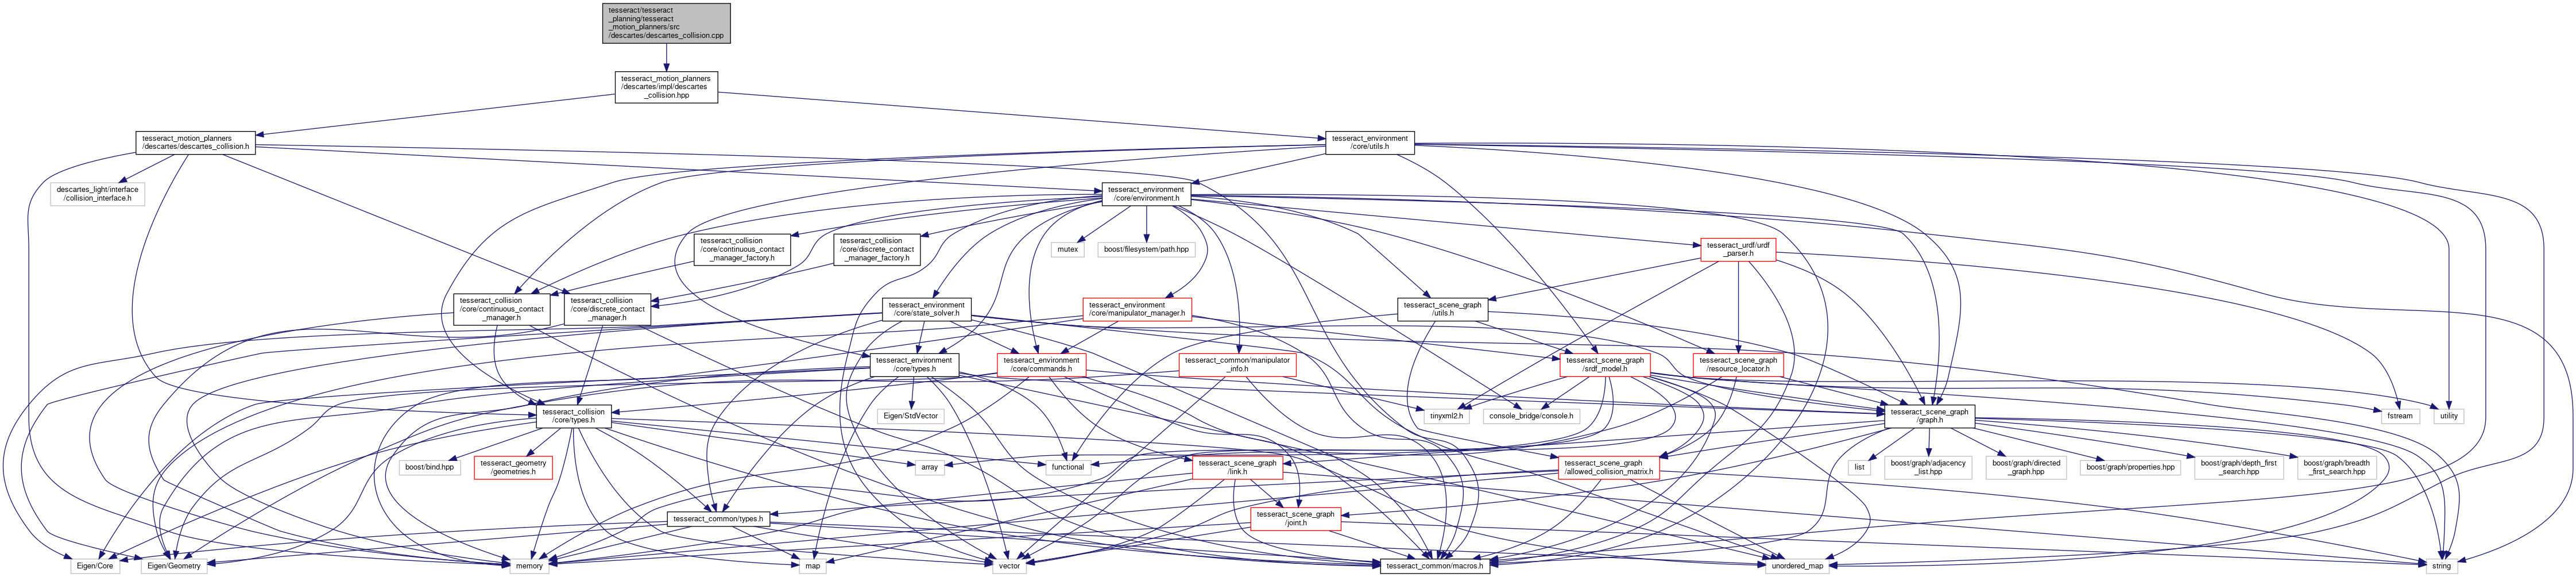 tesseract/tesseract
_planning/tesseract
_motion_planners/src
/descartes/descartes_collision.cpp
tesseract_motion_planners
/descartes/impl/descartes
_collision.hpp
tesseract_motion_planners
/descartes/descartes_collision.h
tesseract_environment
/core/utils.h
descartes_light/interface
/collision_interface.h
tesseract_environment
/core/environment.h
tesseract_collision
/core/continuous_contact
_manager_factory.h
tesseract_collision
/core/discrete_contact
_manager_factory.h
mutex
boost/filesystem/path.hpp
tesseract_urdf/urdf
_parser.h
tesseract_collision
/core/continuous_contact
_manager.h
tesseract_collision
/core/discrete_contact
_manager.h
tesseract_environment
/core/state_solver.h
tesseract_environment
/core/manipulator_manager.h
tesseract_scene_graph
/utils.h
tesseract_environment
/core/types.h
tesseract_environment
/core/commands.h
tesseract_common/manipulator
_info.h
tesseract_scene_graph
/srdf_model.h
tesseract_scene_graph
/resource_locator.h
tesseract_collision
/core/types.h
Eigen/StdVector
tinyxml2.h
console_bridge/console.h
tesseract_scene_graph
/graph.h
fstream
utility
boost/bind.hpp
tesseract_geometry
/geometries.h
array
functional
tesseract_scene_graph
/link.h
tesseract_scene_graph
/allowed_collision_matrix.h
list
boost/graph/adjacency
_list.hpp
boost/graph/directed
_graph.hpp
boost/graph/properties.hpp
boost/graph/depth_first
_search.hpp
boost/graph/breadth
_first_search.hpp
tesseract_common/types.h
tesseract_scene_graph
/joint.h
Eigen/Core
Eigen/Geometry
memory
map
vector
tesseract_common/macros.h
unordered_map
string